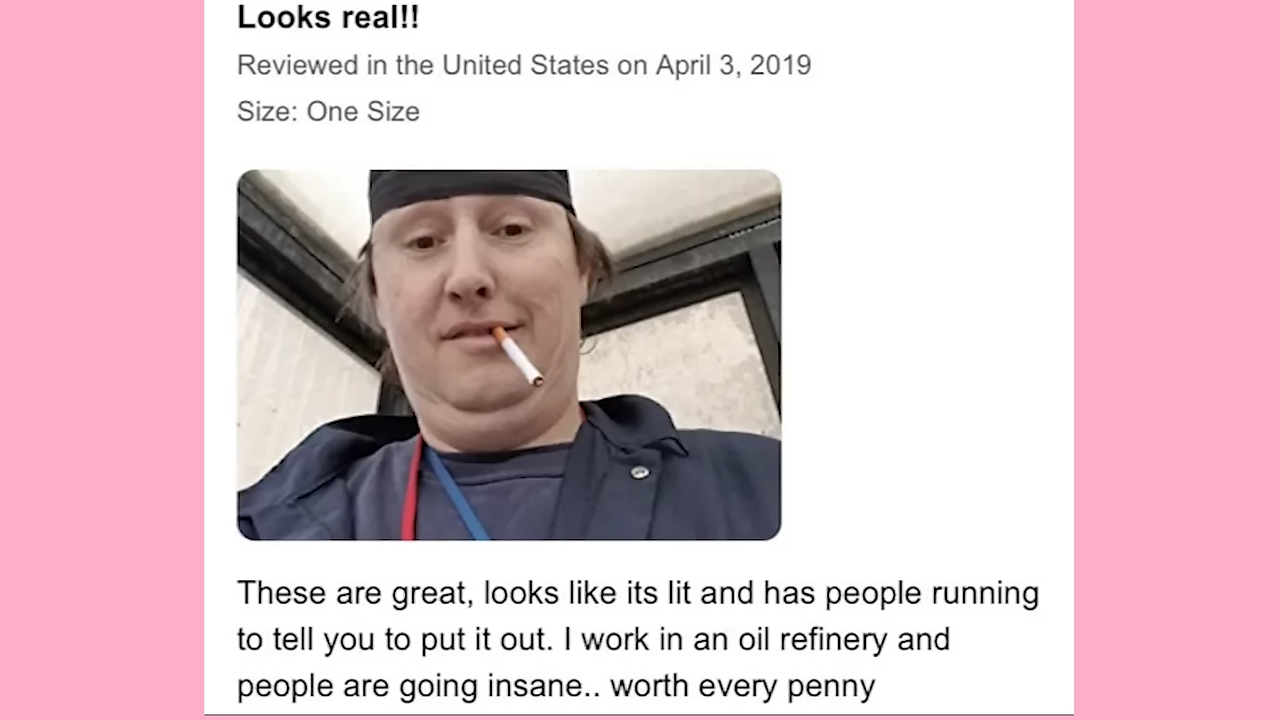 Looks real!!
Reviewed in the United States on April 3, 2019
Size: One Size
These are great, looks like its lit and has people running
to tell you to put it out. I work in an oil refinery and
people are going insane.. worth every penny